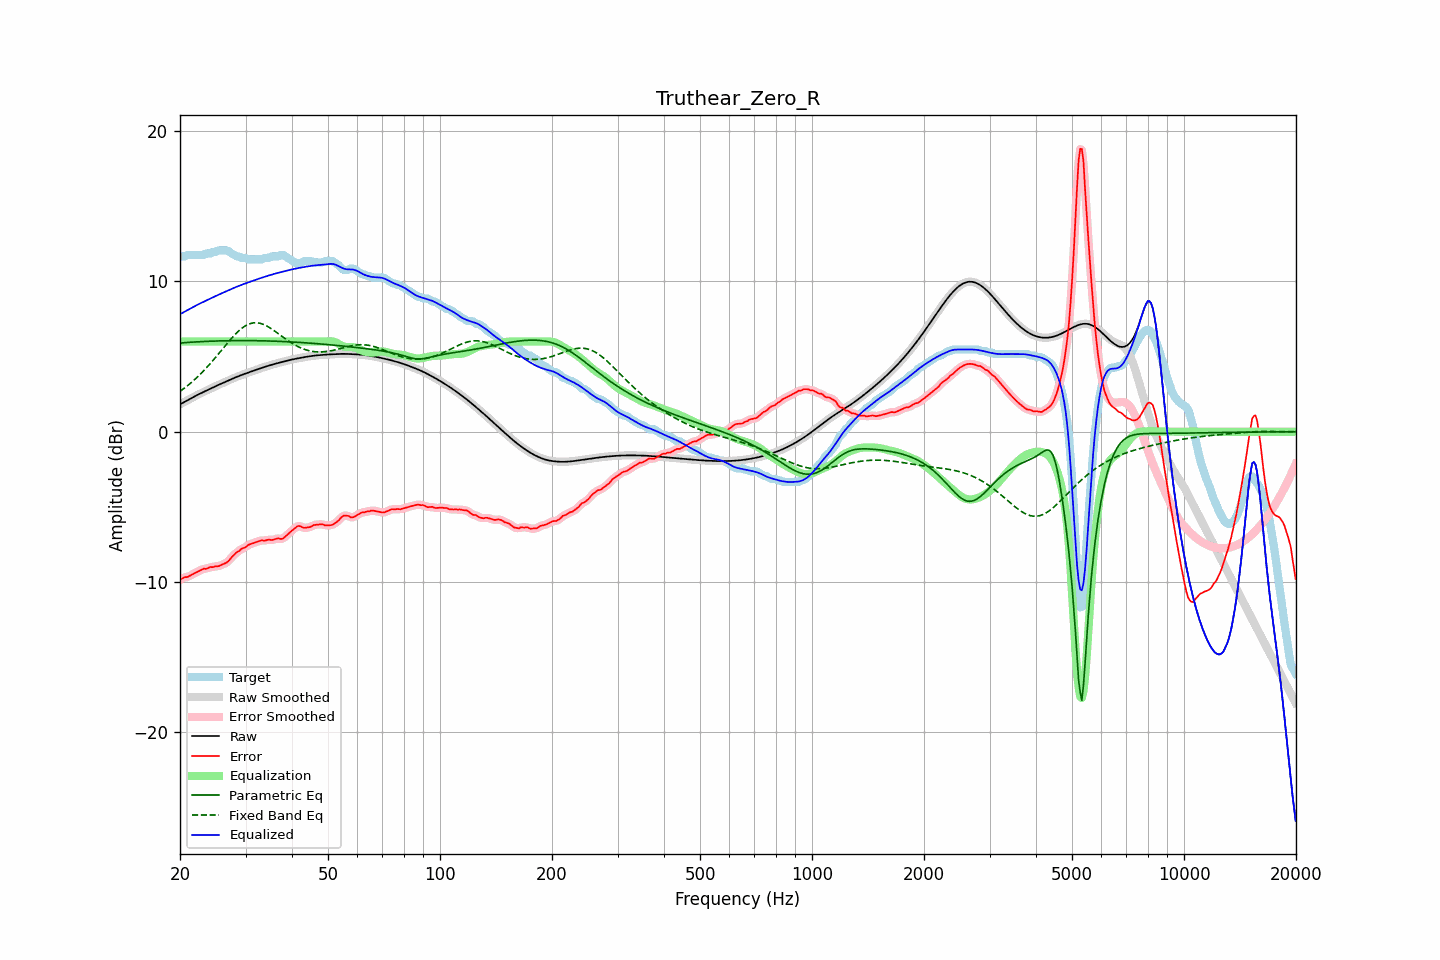 Truthear_Zero_R
20
10
0
−10
−20
Amplitude (dBr)
Target
Raw Smoothed
Error Smoothed
Raw
Error
Equalization
Parametric Eq
Fixed Band Eq
Equalized
20 50 100 200 500 1000 2000 5000 10000 20000
Frequency (Hz)